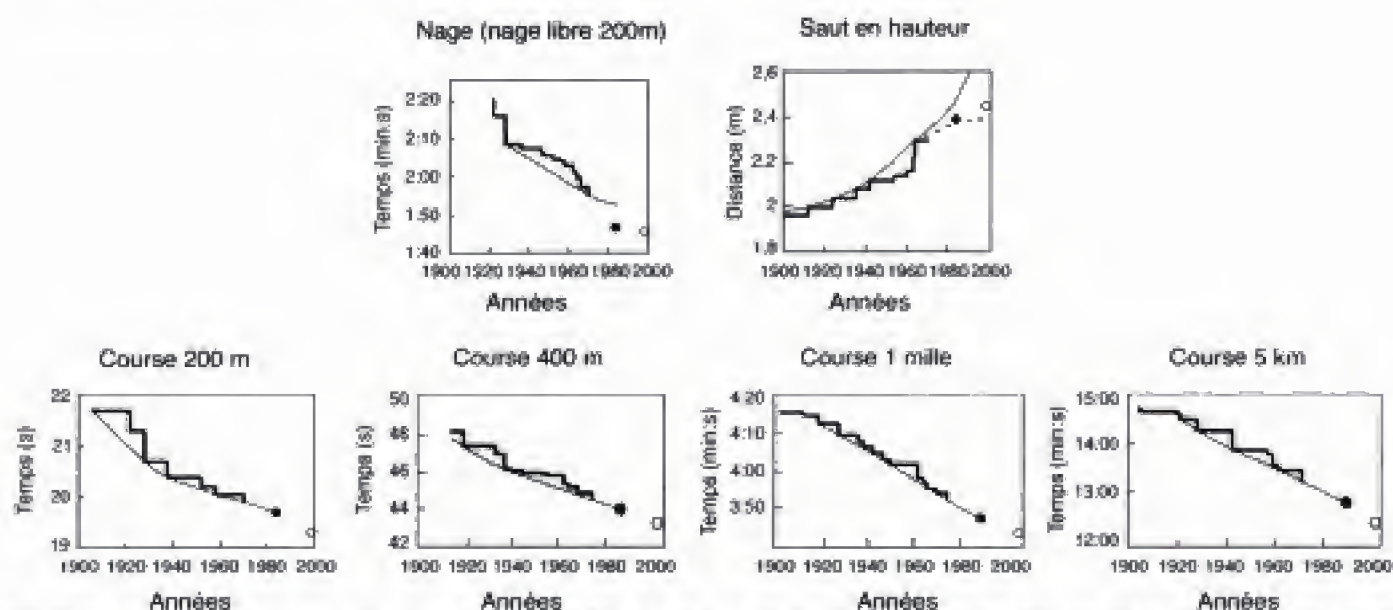 Nage (nage libre 200m)
Temps (min:s)
2:20
2:10
2:00
1:50
1:40
1900 1920 1940 1960 1980 2000
Années
Saut en hauteur
Distance (m)
2,6
2,4
2,2
2
1,8
1900 1920 1940 1960 1980 2000
Années
Course 200 m
Temps (s)
22
21
20
19
1900 1920 1940 1960 1980 2000
Années
Course 400 m
Temps (s)
50
48
46
44
42
1900 1920 1940 1960 1980 2000
Années
Course 1 mille
Temps (min:s)
4:20
4:10
4:00
3:50
1900 1920 1940 1960 1980 2000
Années
Course 5 km
Temps (min:s)
15:00
14:00
13:00
12:00
1900 1920 1940 1960 1980 2000
Années